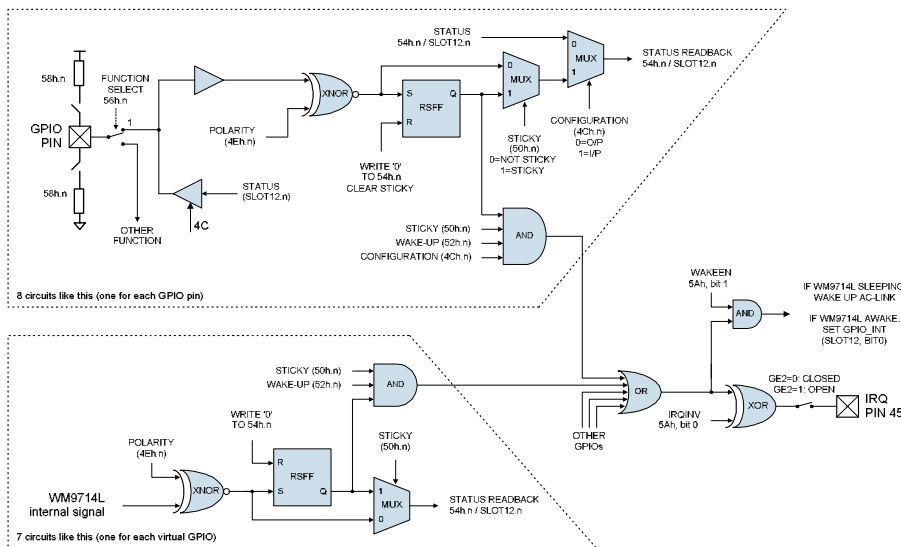 58h.n
FUNCTION
SELECT
56h.n
1
GPIO
PIN
58h.n
OTHER
FUNCTION
4C
STATUS
(SLOT12.n)
POLARITY
(4Eh.n)
XNOR
S
Q
RSFF
R
WRITE '0'
TO 54h.n
CLEAR STICKY
STATUS
54h.n / SLOT12.n
0
MUX
1
STICKY
(50h.n)
0=NOT STICKY
1=STICKY
0
MUX
1
CONFIGURATION
(4Ch.n)
0=O/P
1=I/P
STATUS READBACK
54h.n / SLOT12.n
STICKY (50h.n)
WAKE-UP (52h.n)
CONFIGURATION (4Ch.n)
AND
8 circuits like this (one for each GPIO pin)
WAKEEN
5Ah, bit 1
AND
IF WM9714L SLEEPING
WAKE UP AC-LINK
IF WM9714L AWAKE.
SET GPIO_INT
(SLOT12, BIT0)
STICKY (50h.n)
WAKE-UP (52h.n)
AND
OR
OTHER
GPIOs
IRQINV
5Ah, bit 0
XOR
GE2=0: CLOSED
GE2=1: OPEN
IRQ
PIN 45
WRITE '0'
TO 54h.n
POLARITY
(4Eh.n)
WM9714L
internal signal
XNOR
R
RSFF
S
Q
STICKY
(50h.n)
1
MUX
0
STATUS READBACK
54h.n / SLOT12.n
7 circuits like this (one for each virtual GPIO)